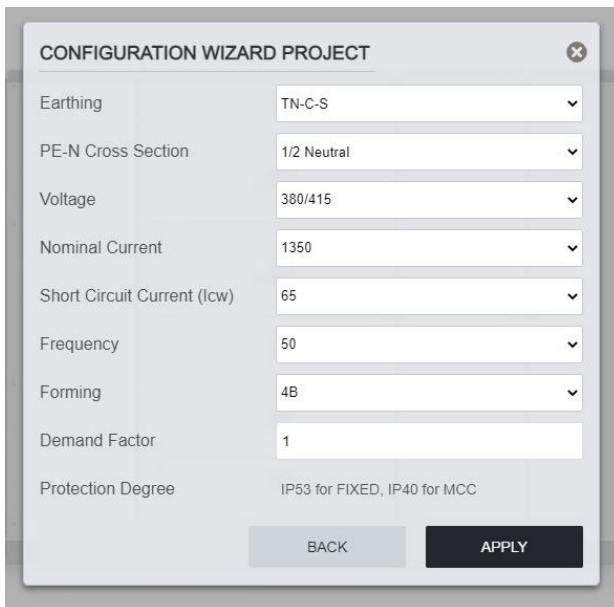 CONFIGURATION WIZARD PROJECT
Earthing TN-C-S
PE-N Cross Section 1/2 Neutral
Voltage 380/415
Nominal Current 1350
Short Circuit Current (Icw) 65
Frequency 50
Forming 4B
Demand Factor 1
Protection Degree IP53 for FIXED, IP40 for MCC
BACK APPLY